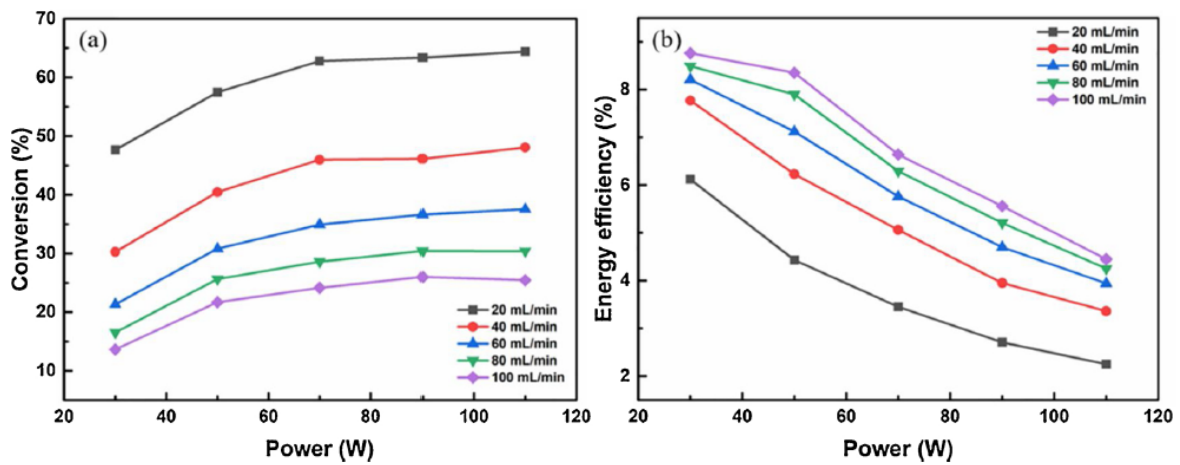 (a)
70
60
50
40
30
20
10
Conversion (%)
20 mL/min
40 mL/min
60 mL/min
80 mL/min
100 mL/min
20 40 60 80 100 120
Power (W)
(b)
8
6
4
2
Energy efficiency (%)
20 mL/min
40 mL/min
60 mL/min
80 mL/min
100 mL/min
20 40 60 80 100 120
Power (W)